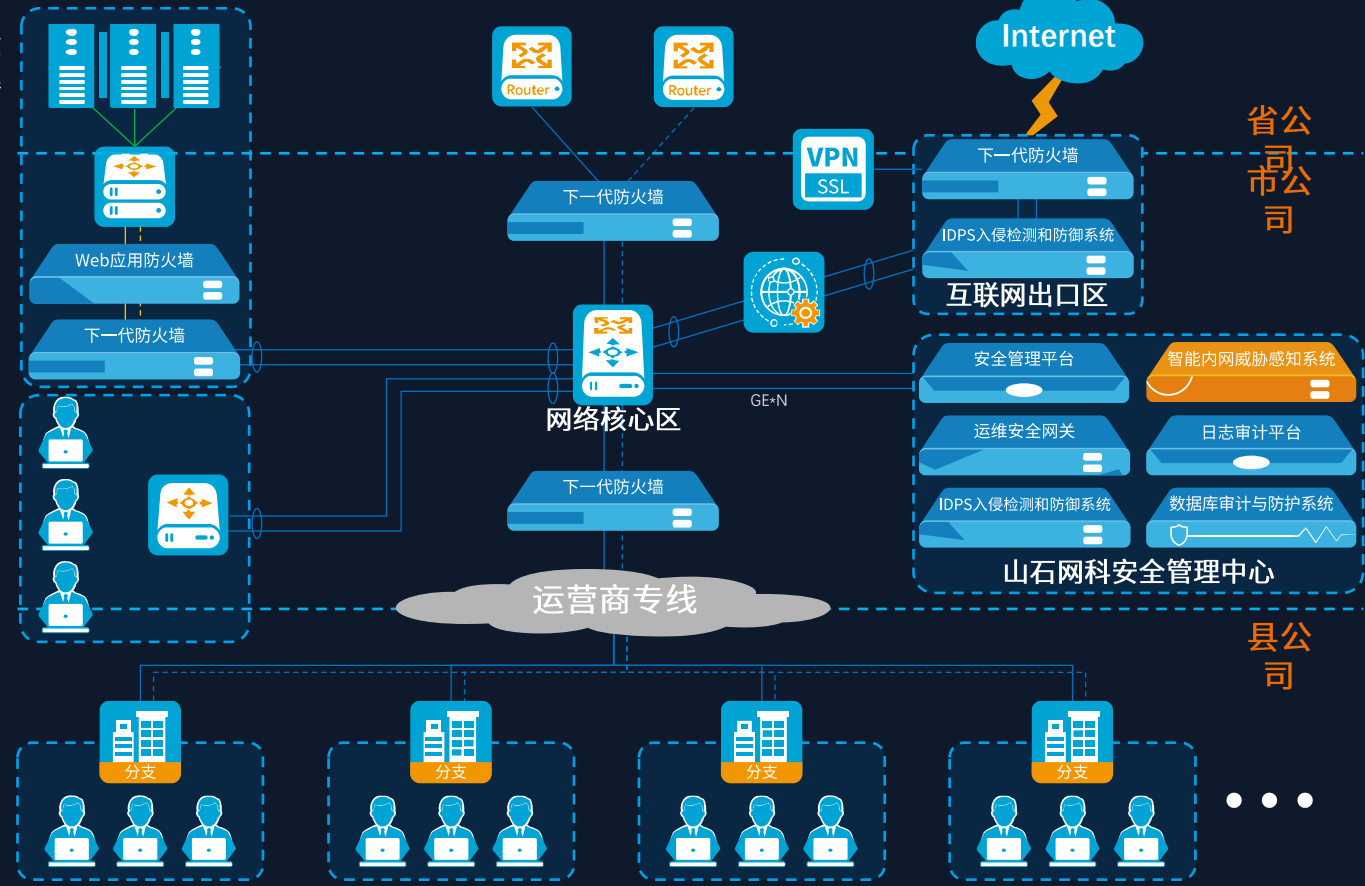 Internet
Router
Router
省公
司
VPN
SSL
下一代防火墙
市公
司
下一代防火墙
IDPS入侵检测和防御系统
Web应用防火墙
互联网出口区
下一代防火墙
安全管理平台
智能内网威胁感知系统
GE*N
网络核心区
运维安全网关
日志审计平台
下一代防火墙
IDPS入侵检测和防御系统
数据库审计与防护系统
山石网科安全管理中心
运营商专线
县公
司
分支
分支
分支
分支